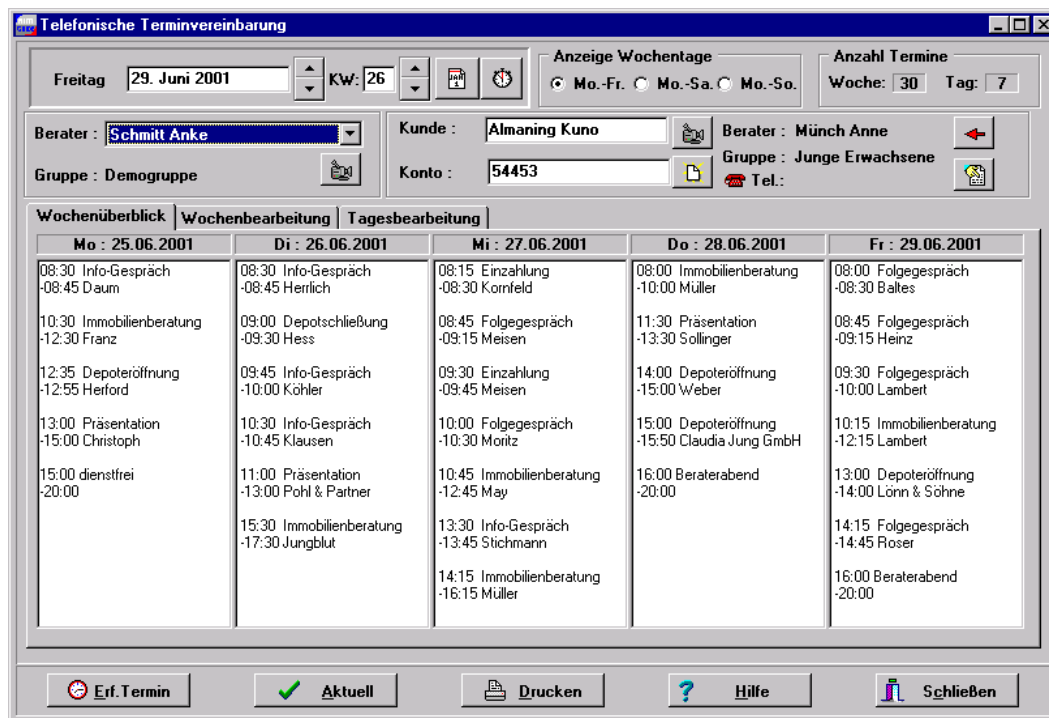 Telefonische Terminvereinbarung
Freitag 29. Juni 2001 KW: 26
Anzeige Wochentage
Mo.-Fr. Mo.-Sa. Mo.-So.
Anzahl Termine
Woche: 30 Tag: 7
Berater : Schmitt Anke
Gruppe : Demogruppe
Kunde : Almaning Kuno
Konto : 54453
Berater : Münch Anne
Gruppe : Junge Erwachsene
Tel.:
Wochenüberblick Wochenbearbeitung Tagesbearbeitung
Mo : 25.06.2001
08:30 Info-Gespräch
-08:45 Daum
10:30 Immobilienberatung
-12:30 Franz
12:35 Depoteröffnung
-12:55 Herford
13:00 Präsentation
-15:00 Christoph
15:00 dienstfrei
-20:00
Di : 26.06.2001
08:30 Info-Gespräch
-08:45 Herrlich
09:00 Depotschließung
-09:30 Hess
09:45 Info-Gespräch
-10:00 Köhler
10:30 Info-Gespräch
-10:45 Klausen
11:00 Präsentation
-13:00 Pohl & Partner
15:30 Immobilienberatung
-17:30 Jungblut
Mi : 27.06.2001
08:15 Einzahlung
-08:30 Kornfeld
08:45 Folgegespräch
-09:15 Meisen
09:30 Einzahlung
-09:45 Meisen
10:00 Folgegespräch
-10:30 Moritz
10:45 Immobilienberatung
-12:45 May
13:30 Info-Gespräch
-13:45 Stichmann
14:15 Immobilienberatung
-16:15 Müller
Do : 28.06.2001
08:00 Immobilienberatung
-10:00 Müller
11:30 Präsentation
-13:30 Sollinger
14:00 Depoteröffnung
-15:00 Weber
15:00 Depoteröffnung
-15:50 Claudia Jung GmbH
16:00 Beraterabend
-20:00
Fr : 29.06.2001
08:00 Folgegespräch
-08:30 Baltes
08:45 Folgegespräch
-09:15 Heinz
09:30 Folgegespräch
-10:00 Lambert
10:15 Immobilienberatung
-12:15 Lambert
13:00 Depoteröffnung
-14:00 Lönn & Söhne
14:15 Folgegespräch
-14:45 Roser
16:00 Beraterabend
-20:00
Erf.Termin Aktuell Drucken Hilfe Schließen